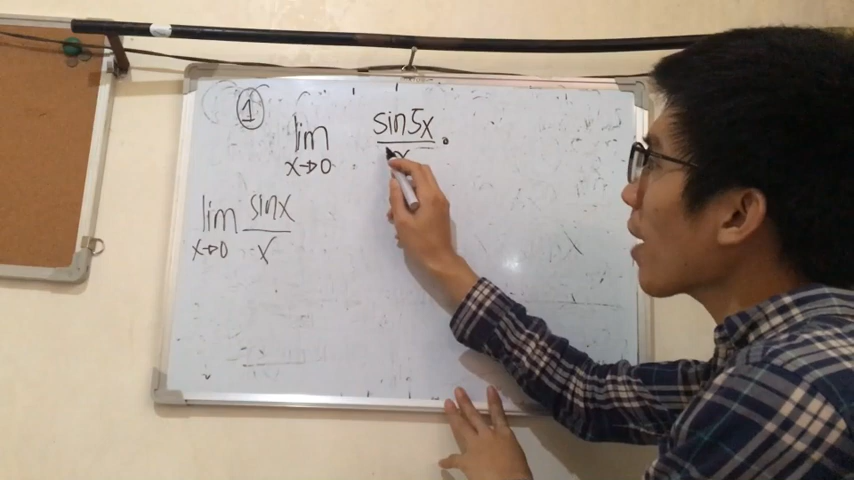 ① lim x→0 sin5x / x .
lim x→0 sinx / x